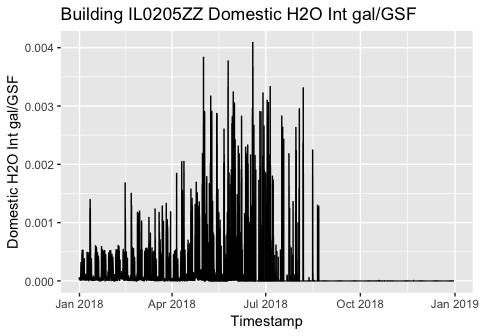 Building IL0205ZZ Domestic H2O Int gal/GSF
Domestic H2O Int gal/GSF
0.004
0.003
0.002
0.001
0.000
Jan 2018 Apr 2018 Jul 2018 Oct 2018 Jan 2019
Timestamp